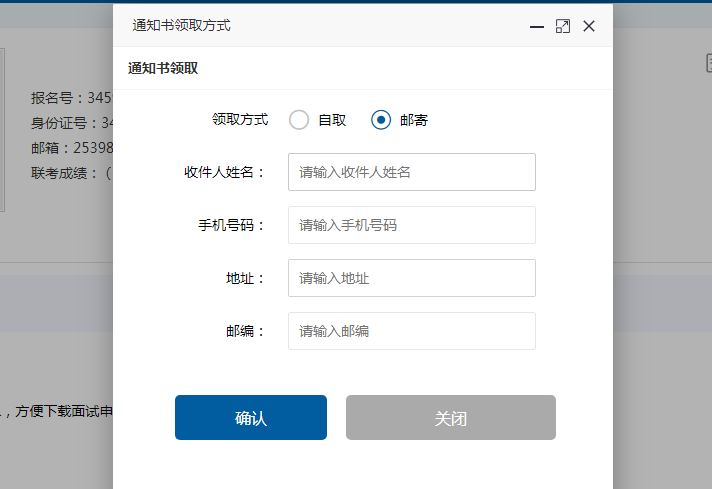 通知书领取方式
通知书领取
报名号：345
身份证号：34
邮箱：25398
联考成绩：（
领取方式 自取 邮寄
收件人姓名： 请输入收件人姓名
手机号码： 请输入手机号码
地址： 请输入地址
邮编： 请输入邮编
，方便下载面试申
确认 关闭